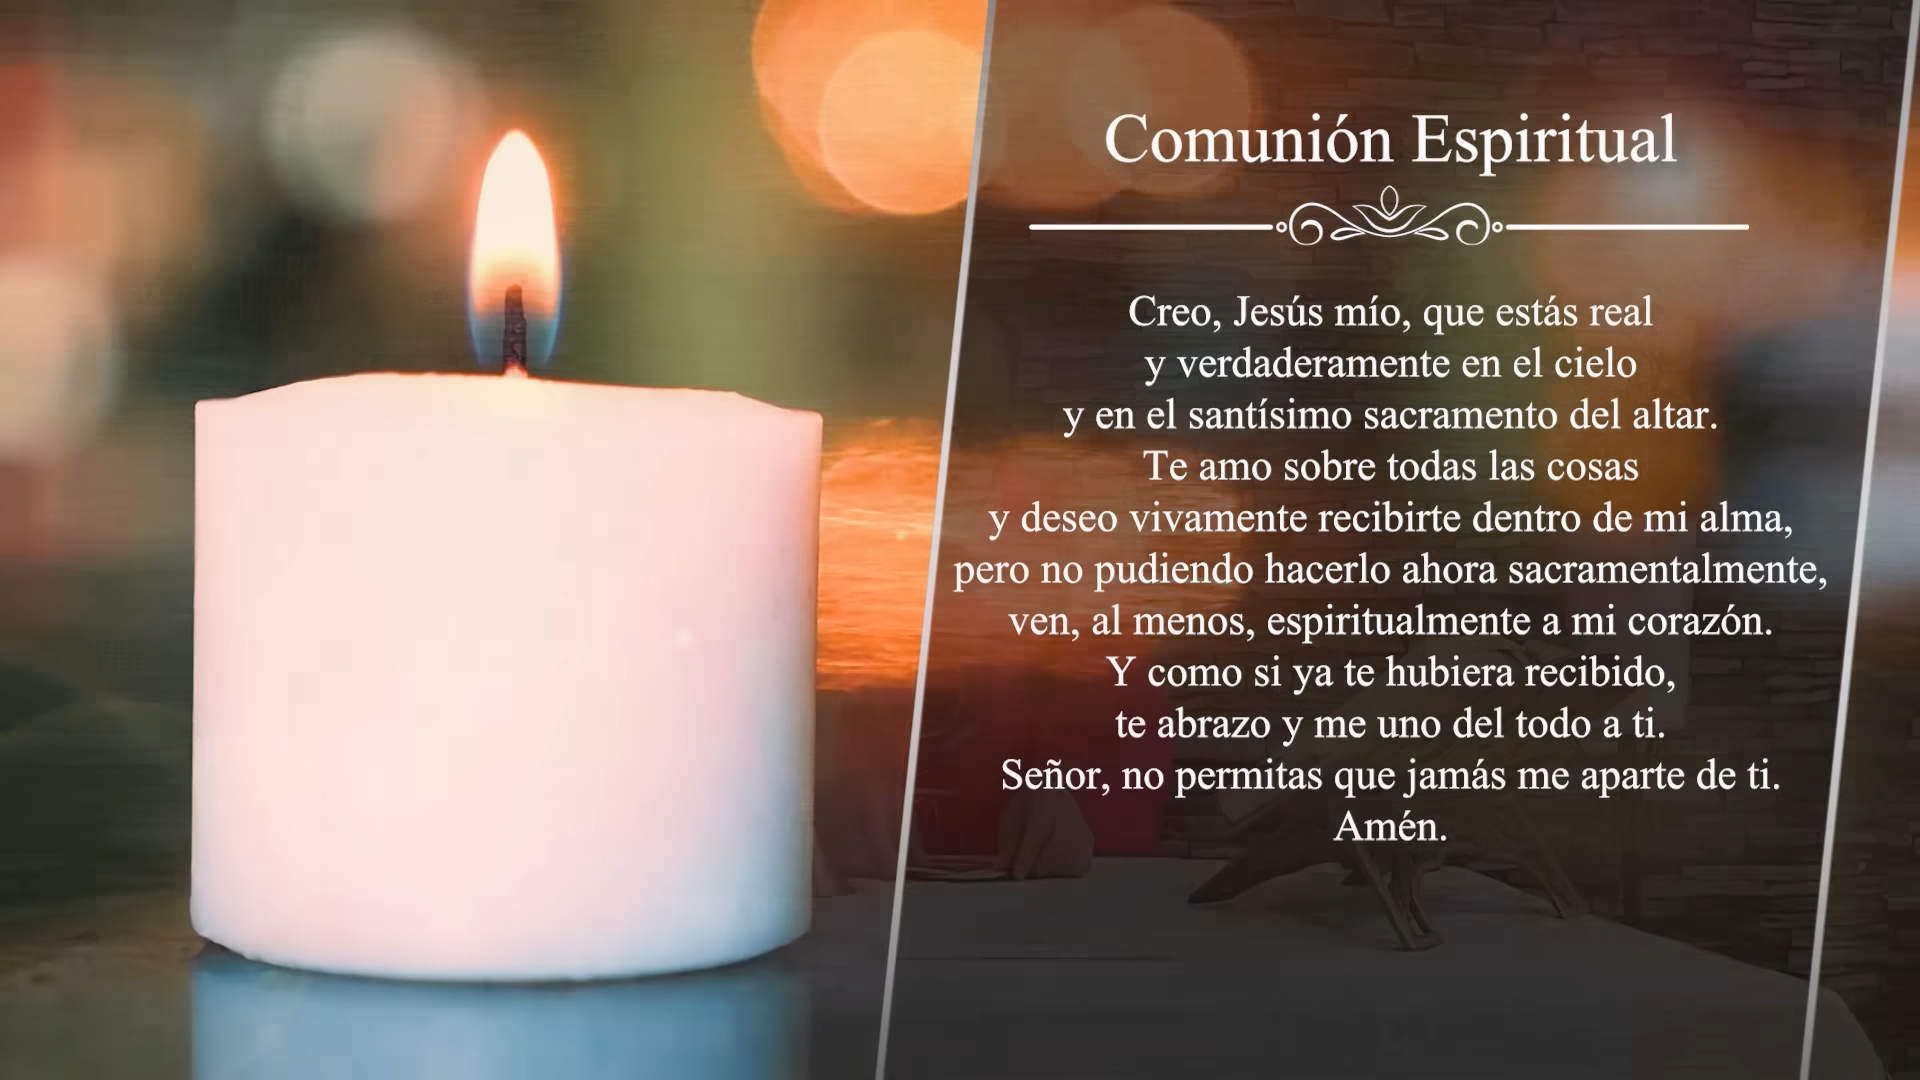 Comunión Espiritual
Creo, Jesús mío, que estás real
y verdaderamente en el cielo
y en el santísimo sacramento del altar.
Te amo sobre todas las cosas
y deseo vivamente recibirte dentro de mi alma,
pero no pudiendo hacerlo ahora sacramentalmente,
ven, al menos, espiritualmente a mi corazón.
Y como si ya te hubiera recibido,
te abrazo y me uno del todo a ti.
Señor, no permitas que jamás me aparte de ti.
Amén.